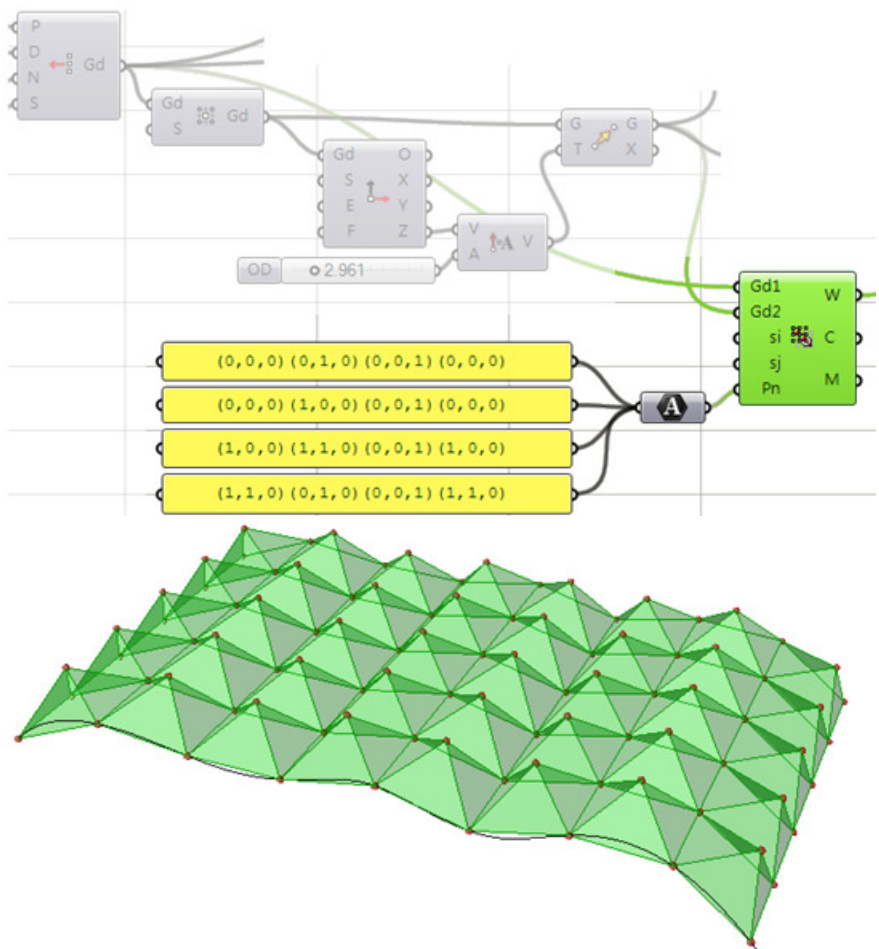 P
D
N
S
Gd
Gd
S
Gd
Gd
S
E
F
O
X
Y
Z
G
T
G
X
V
A
A
V
OD
2.961
Gd1
Gd2
si
sj
Pn
W
C
M
(0,0,0)(0,1,0)(0,0,1)(0,0,0)
(0,0,0)(1,0,0)(0,0,1)(0,0,0)
(1,0,0)(1,1,0)(0,0,1)(1,0,0)
(1,1,0)(0,1,0)(0,0,1)(1,1,0)
A